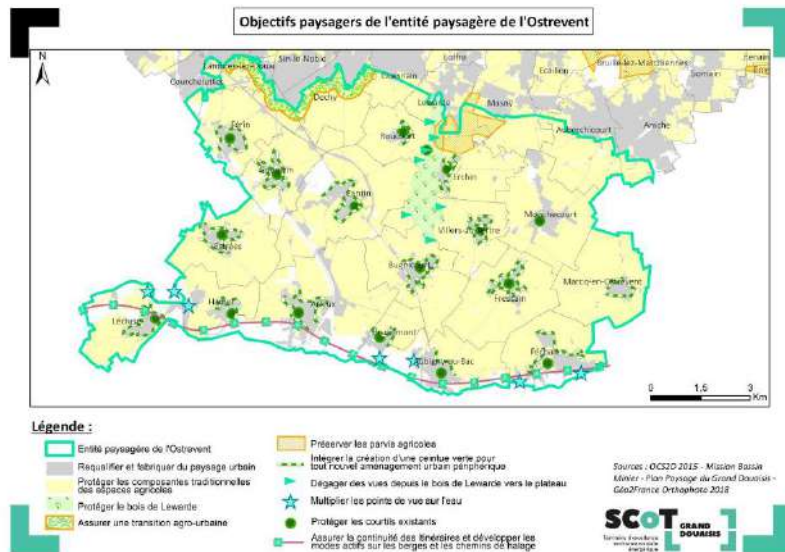 Objectifs paysagers de l'entité paysagère de l'Ostrevent
N
Sin-le-Noble
Loffre
Ecaillon
Bruille-lez-Marchiennes
Somain
Courchelettes
Dechy
Lewarde
Masny
Auberchicourt
Aniche
Férin
Roucourt
Erchin
Cantin
Monchecourt
Estrées
Bugnicourt
Fressain
Marcq-en-Ostrevent
Hamel
Arleux
Lécluse
Féchain
0 1,5 3
Km
Légende :
Entité paysagère de l'Ostrevent
Requalifier et fabriquer du paysage urbain
Protéger les composantes traditionnelles
des espaces agricoles
Protéger le bois de Lewarde
Assurer une transition agro-urbaine
Préserver les parvis agricoles
Intégrer la création d'une ceinture verte pour
tout nouvel aménagement urbain périphérique
Dégager des vues depuis le bois de Lewarde vers le plateau
Multiplier les points de vue sur l'eau
Protéger les courtils existants
Assurer la continuité des itinéraires et développer les
modes actifs sur les berges et les chemins de halage
Sources : OCS2D 2015 - Mission Bassin
Minier - Plan Paysage du Grand Douaisis -
Géo2France Orthophoto 2018
SCoT GRAND
DOUAISIS